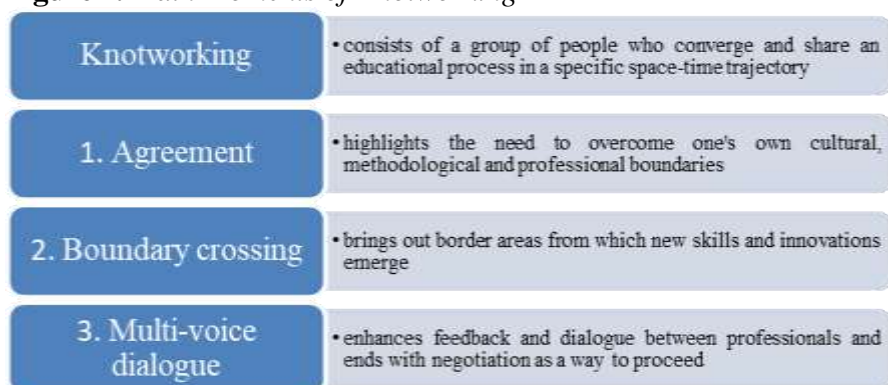 Knotworking
• consists of a group of people who converge and share an
educational process in a specific space-time trajectory
1. Agreement
• highlights the need to overcome one's own cultural,
methodological and professional boundaries
2. Boundary crossing
• brings out border areas from which new skills and innovations
emerge
3. Multi-voice
dialogue
• enhances feedback and dialogue between professionals and
ends with negotiation as a way to proceed